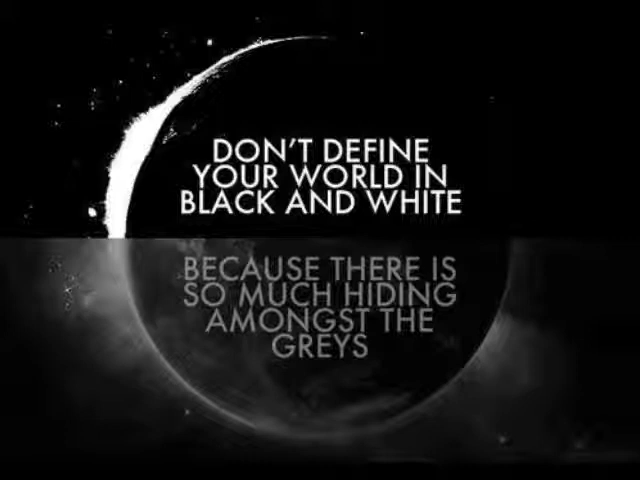 DON'T DEFINE
YOUR WORLD IN
BLACK AND WHITE
BECAUSE THERE IS
SO MUCH HIDING
AMONGST THE
GREYS